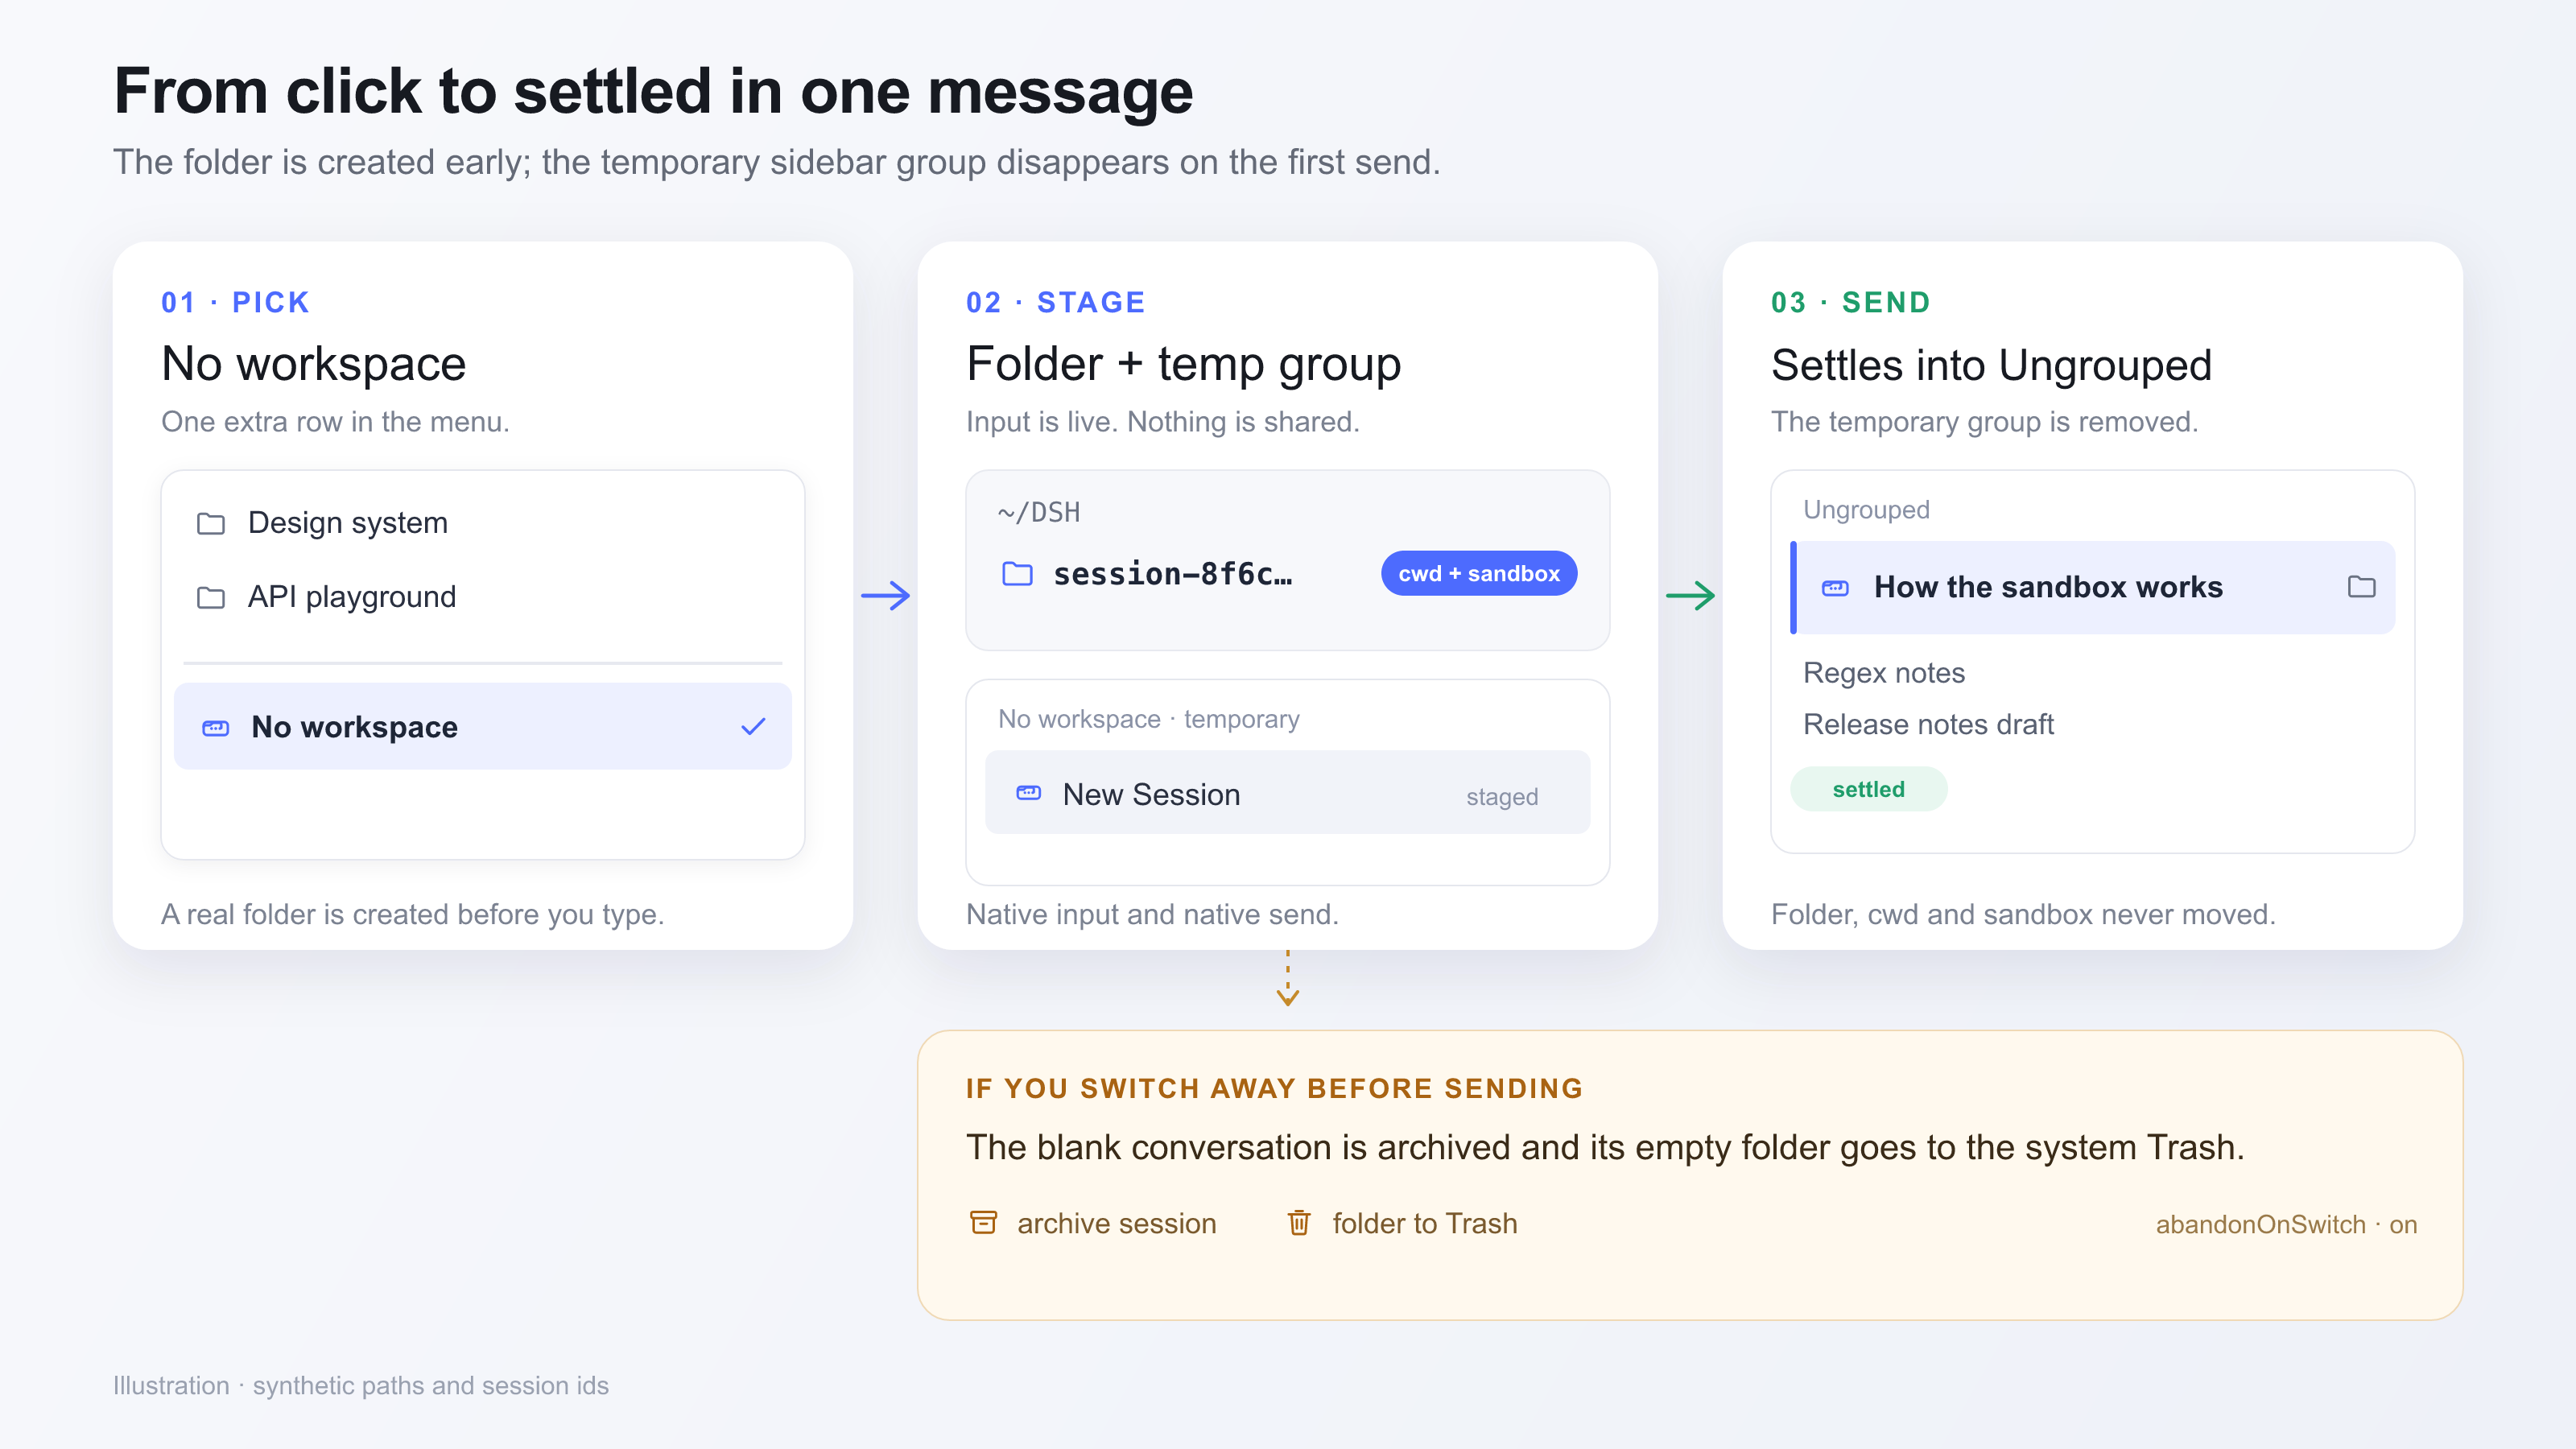 From click to settled in one message
The folder is created early; the temporary sidebar group disappears on the first send.
01 · PICK
No workspace
One extra row in the menu.
Design system
API playground
No workspace
A real folder is created before you type.
02 · STAGE
Folder + temp group
Input is live. Nothing is shared.
~/DSH
session–8f6c…
cwd + sandbox
No workspace · temporary
New Session
staged
Native input and native send.
03 · SEND
Settles into Ungrouped
The temporary group is removed.
Ungrouped
How the sandbox works
Regex notes
Release notes draft
settled
Folder, cwd and sandbox never moved.
IF YOU SWITCH AWAY BEFORE SENDING
The blank conversation is archived and its empty folder goes to the system Trash.
archive session
folder to Trash
abandonOnSwitch · on
Illustration · synthetic paths and session ids